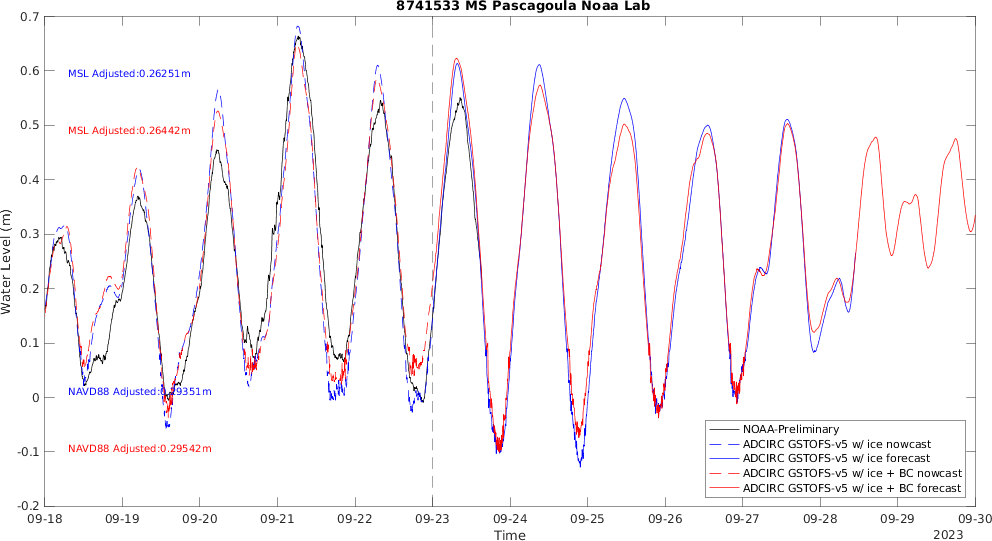 8741533 MS Pascagoula Noaa Lab
Water Level (m)
0.7
0.6
0.5
0.4
0.3
0.2
0.1
0
-0.1
-0.2
MSL Adjusted:0.26251m
MSL Adjusted:0.26442m
NAVD88 Adjusted:0.29351m
NAVD88 Adjusted:0.29542m
NOAA-Preliminary
ADCIRC GSTOFS-v5 w/ ice nowcast
ADCIRC GSTOFS-v5 w/ ice forecast
ADCIRC GSTOFS-v5 w/ ice + BC nowcast
ADCIRC GSTOFS-v5 w/ ice + BC forecast
09-18 09-19 09-20 09-21 09-22 09-23 09-24 09-25 09-26 09-27 09-28 09-29 09-30
Time
2023